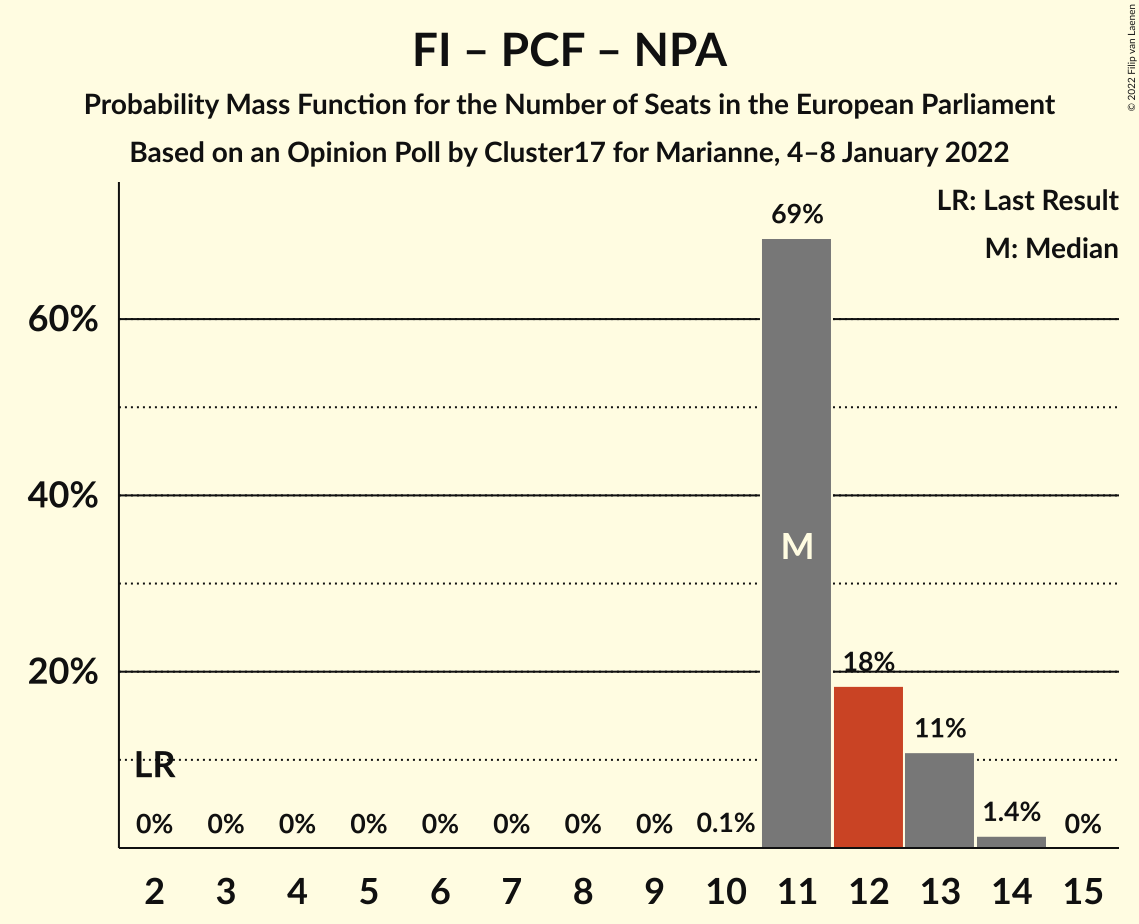 FI – PCF – NPA
Probability Mass Function for the Number of Seats in the European Parliament
Based on an Opinion Poll by Cluster17 for Marianne, 4–8 January 2022
© 2022 Filip van Laenen
LR: Last Result
M: Median
69%
60%
40%
M
20%
18%
11%
LR
0% 0% 0% 0% 0% 0% 0% 0% 0.1% 1.4% 0%
2 3 4 5 6 7 8 9 10 11 12 13 14 15